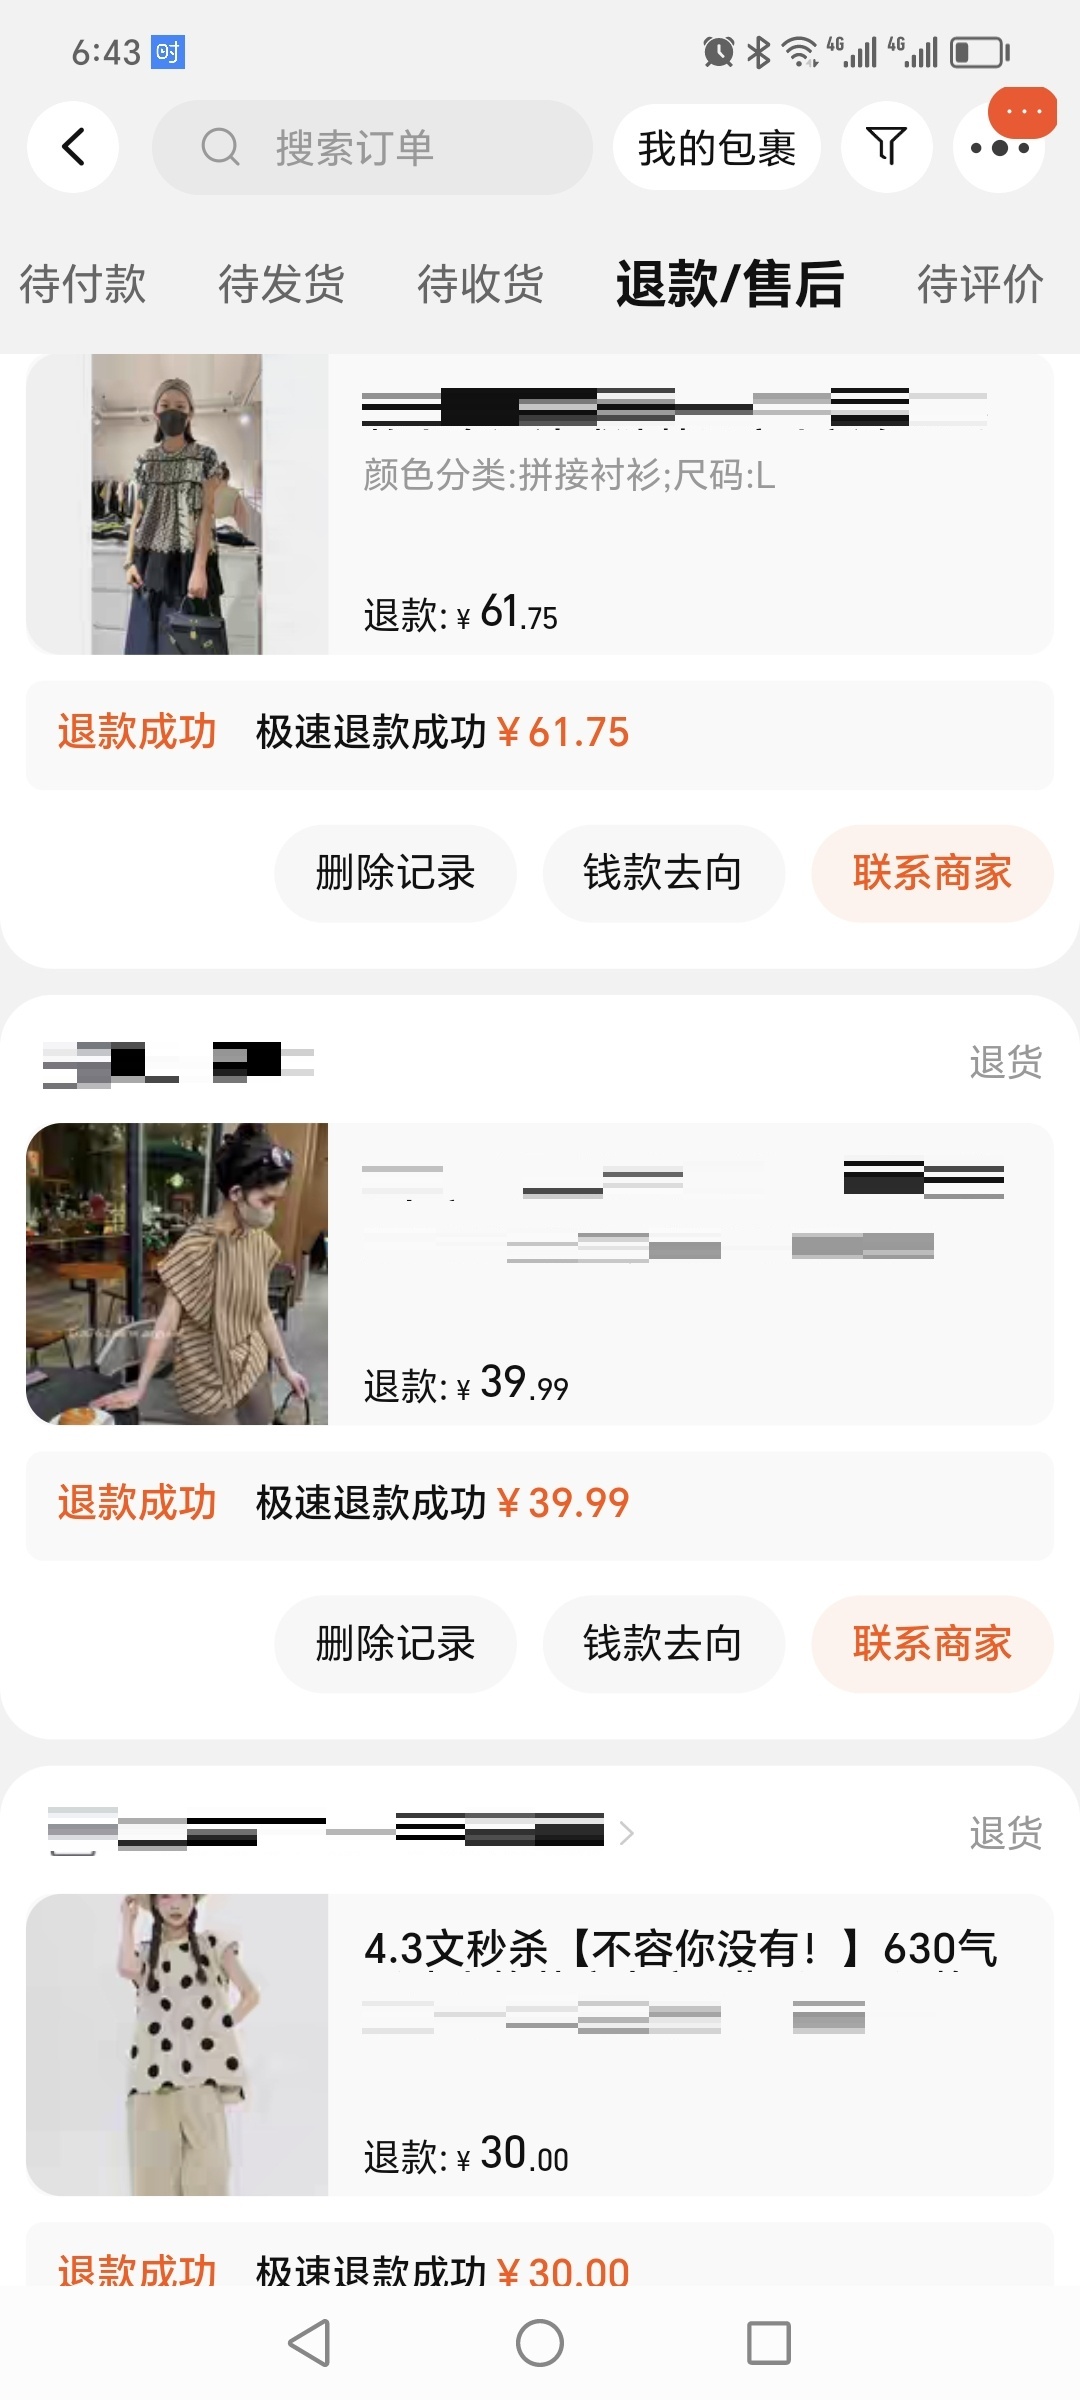 6:43 时
4G 4G
搜索订单
我的包裹
待付款 待发货 待收货 退款/售后 待评价
颜色分类:拼接衬衫;尺码:L
退款: ¥ 61.75
退款成功 极速退款成功 ¥61.75
删除记录 钱款去向 联系商家
退货
退款: ¥ 39.99
退款成功 极速退款成功 ¥39.99
删除记录 钱款去向 联系商家
退货
4.3文秒杀【不容你没有！】630气
退款: ¥ 30.00
退款成功 极速退款成功 ¥30.00